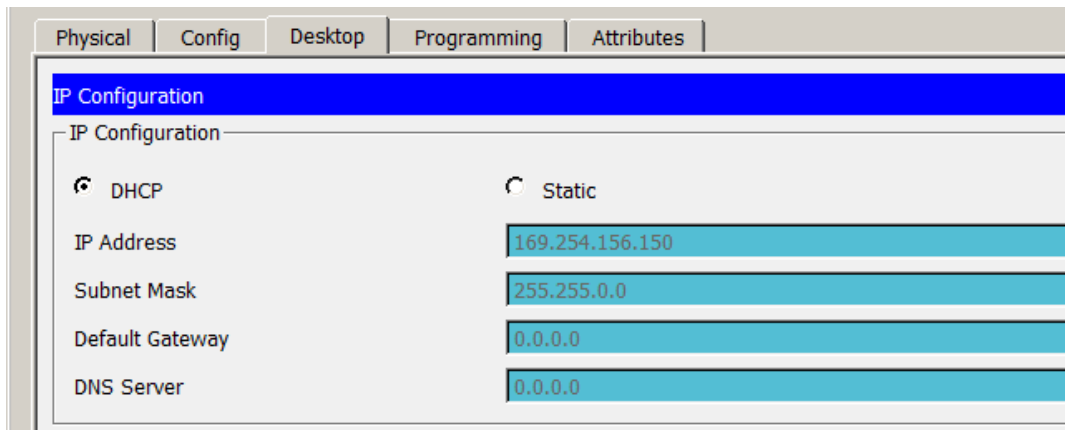 Physical Config Desktop Programming Attributes
IP Configuration
IP Configuration
DHCP Static
IP Address 169.254.156.150
Subnet Mask 255.255.0.0
Default Gateway 0.0.0.0
DNS Server 0.0.0.0